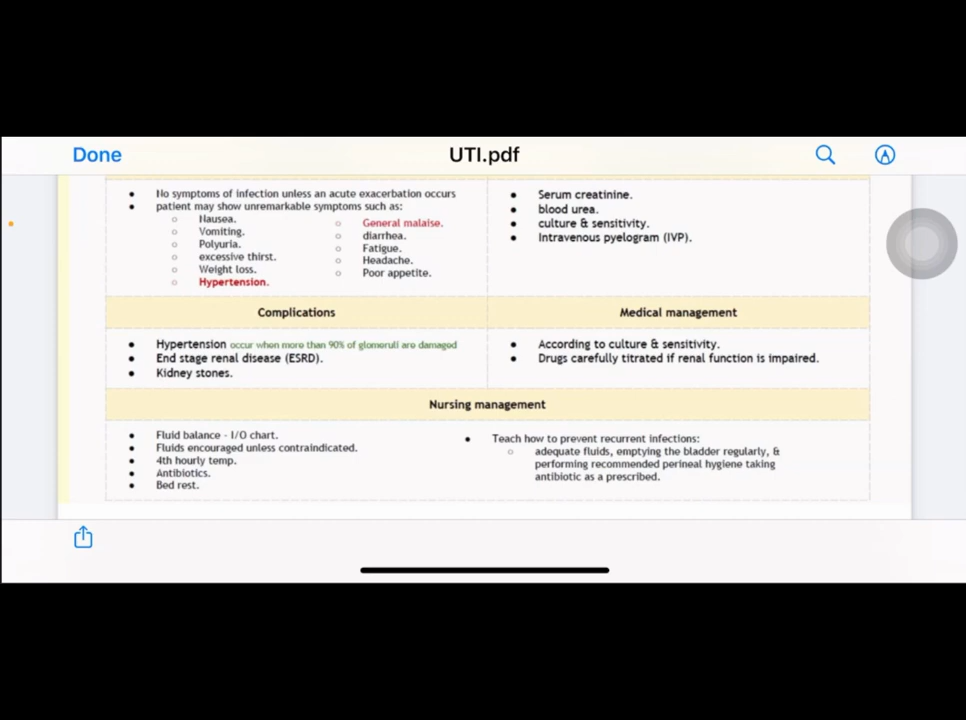 Done
UTI.pdf
No symptoms of infection unless an acute exacerbation occurs
patient may show unremarkable symptoms such as:
Nausea.
Vomiting.
Polyuria.
excessive thirst.
Weight loss.
Hypertension.
General malaise.
diarrhea.
Fatigue.
Headache.
Poor appetite.
Serum creatinine.
blood urea.
culture & sensitivity.
Intravenous pyelogram (IVP).
Complications
Medical management
Hypertension occur when more than 90% of glomoruli are damaged
End stage renal disease (ESRD).
Kidney stones.
According to culture & sensitivity.
Drugs carefully titrated if renal function is impaired.
Nursing management
Fluid balance - I/O chart.
Fluids encouraged unless contraindicated.
4th hourly temp.
Antibiotics.
Bed rest.
Teach how to prevent recurrent infections:
adequate fluids, emptying the bladder regularly, &
performing recommended perineal hygiene taking
antibiotic as a prescribed.